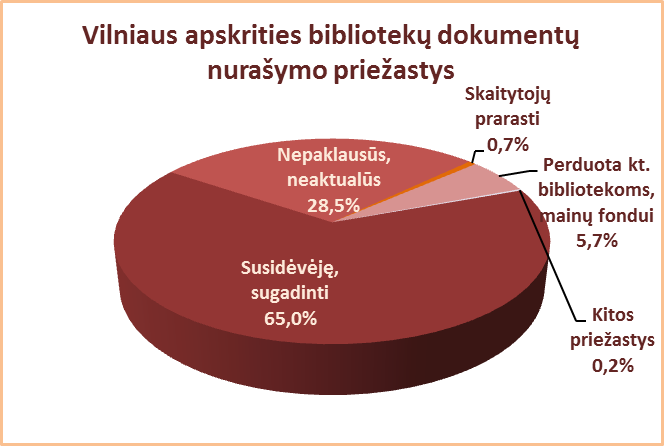 Vilniaus apskrities bibliotekų dokumentų
nurašymo priežastys
Skaitytojų
prarasti
0,7%
Nepaklausūs,
neaktualūs
28,5%
Perduota kt.
bibliotekoms,
mainų fondui
5,7%
Susidėvėję,
sugadinti
65,0%
Kitos
priežastys
0,2%